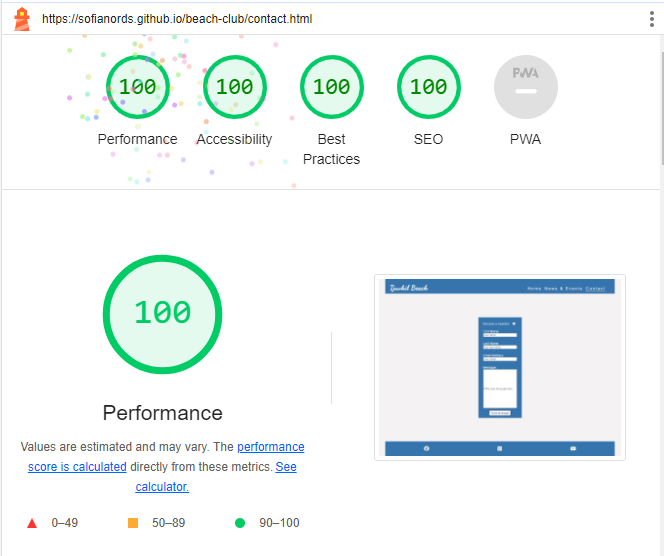 https://sofianords.github.io/beach-club/contact.html
100 100 100 100 PWA
Performance Accessibility Best Practices SEO PWA
100
Performance
Values are estimated and may vary. The performance
score is calculated directly from these metrics. See
calculator.
0–49 50–89 90–100
Home News & Events Contact